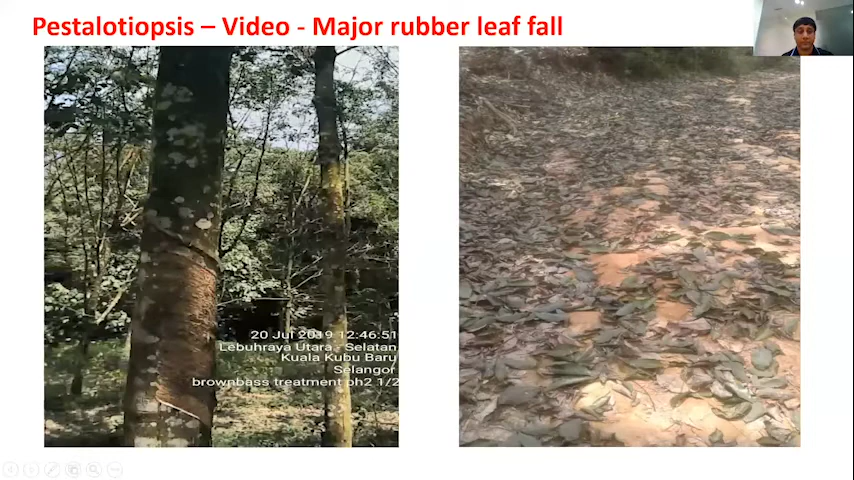 Pestalotiopsis – Video - Major rubber leaf fall
20 Jul 2019 12:46:51
Lebuhraya Utara - Selatan
Kuala Kubu Baru
Selangor
brownbass treatment ph2 1/2